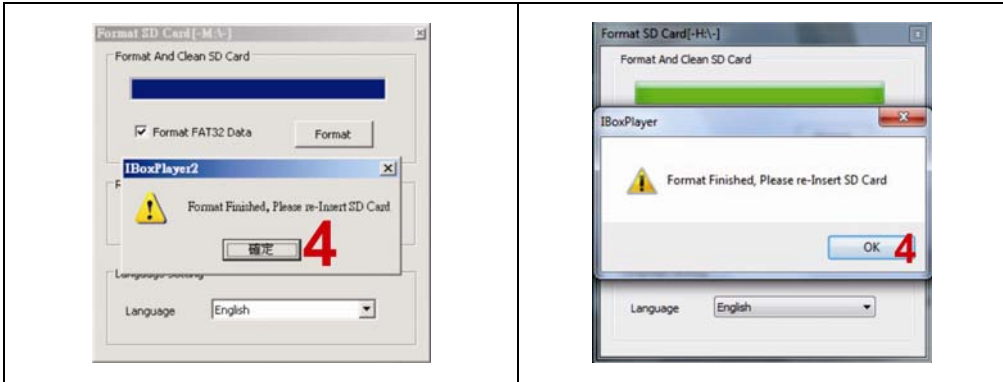 Format SD Card[-M:\-]
Format And Clean SD Card
Format FAT32 Data
Format
IBoxPlayer2
Format Finished, Please re-Insert SD Card
確定
4
Language Setting
Language
English
Format SD Card[-H:\-]
Format And Clean SD Card
IBoxPlayer
Format Finished, Please re-Insert SD Card
OK
4
Language
English